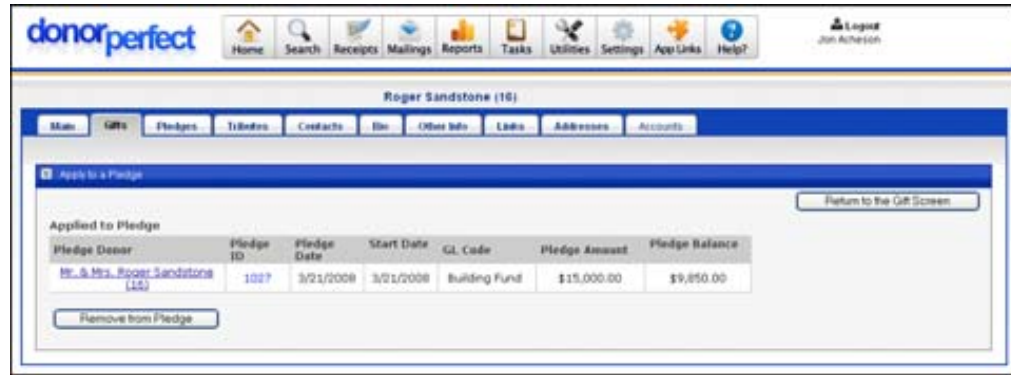 donorperfect
Home Search Receipts Mailings Reports Tasks Utilities Settings App Links Help?
Logout
Jon Acheson
Roger Sandstone (16)
Main Gifts Pledges Tributes Contacts Bio Other Info Links Addresses Accounts
Apply to a Pledge
Return to the Gift Screen
Applied to Pledge
Pledge Donor Pledge ID Pledge Date Start Date GL Code Pledge Amount Pledge Balance
Mr. & Mrs. Roger Sandstone (16) 1027 3/21/2008 3/21/2008 Building Fund $15,000.00 $9,850.00
Remove from Pledge